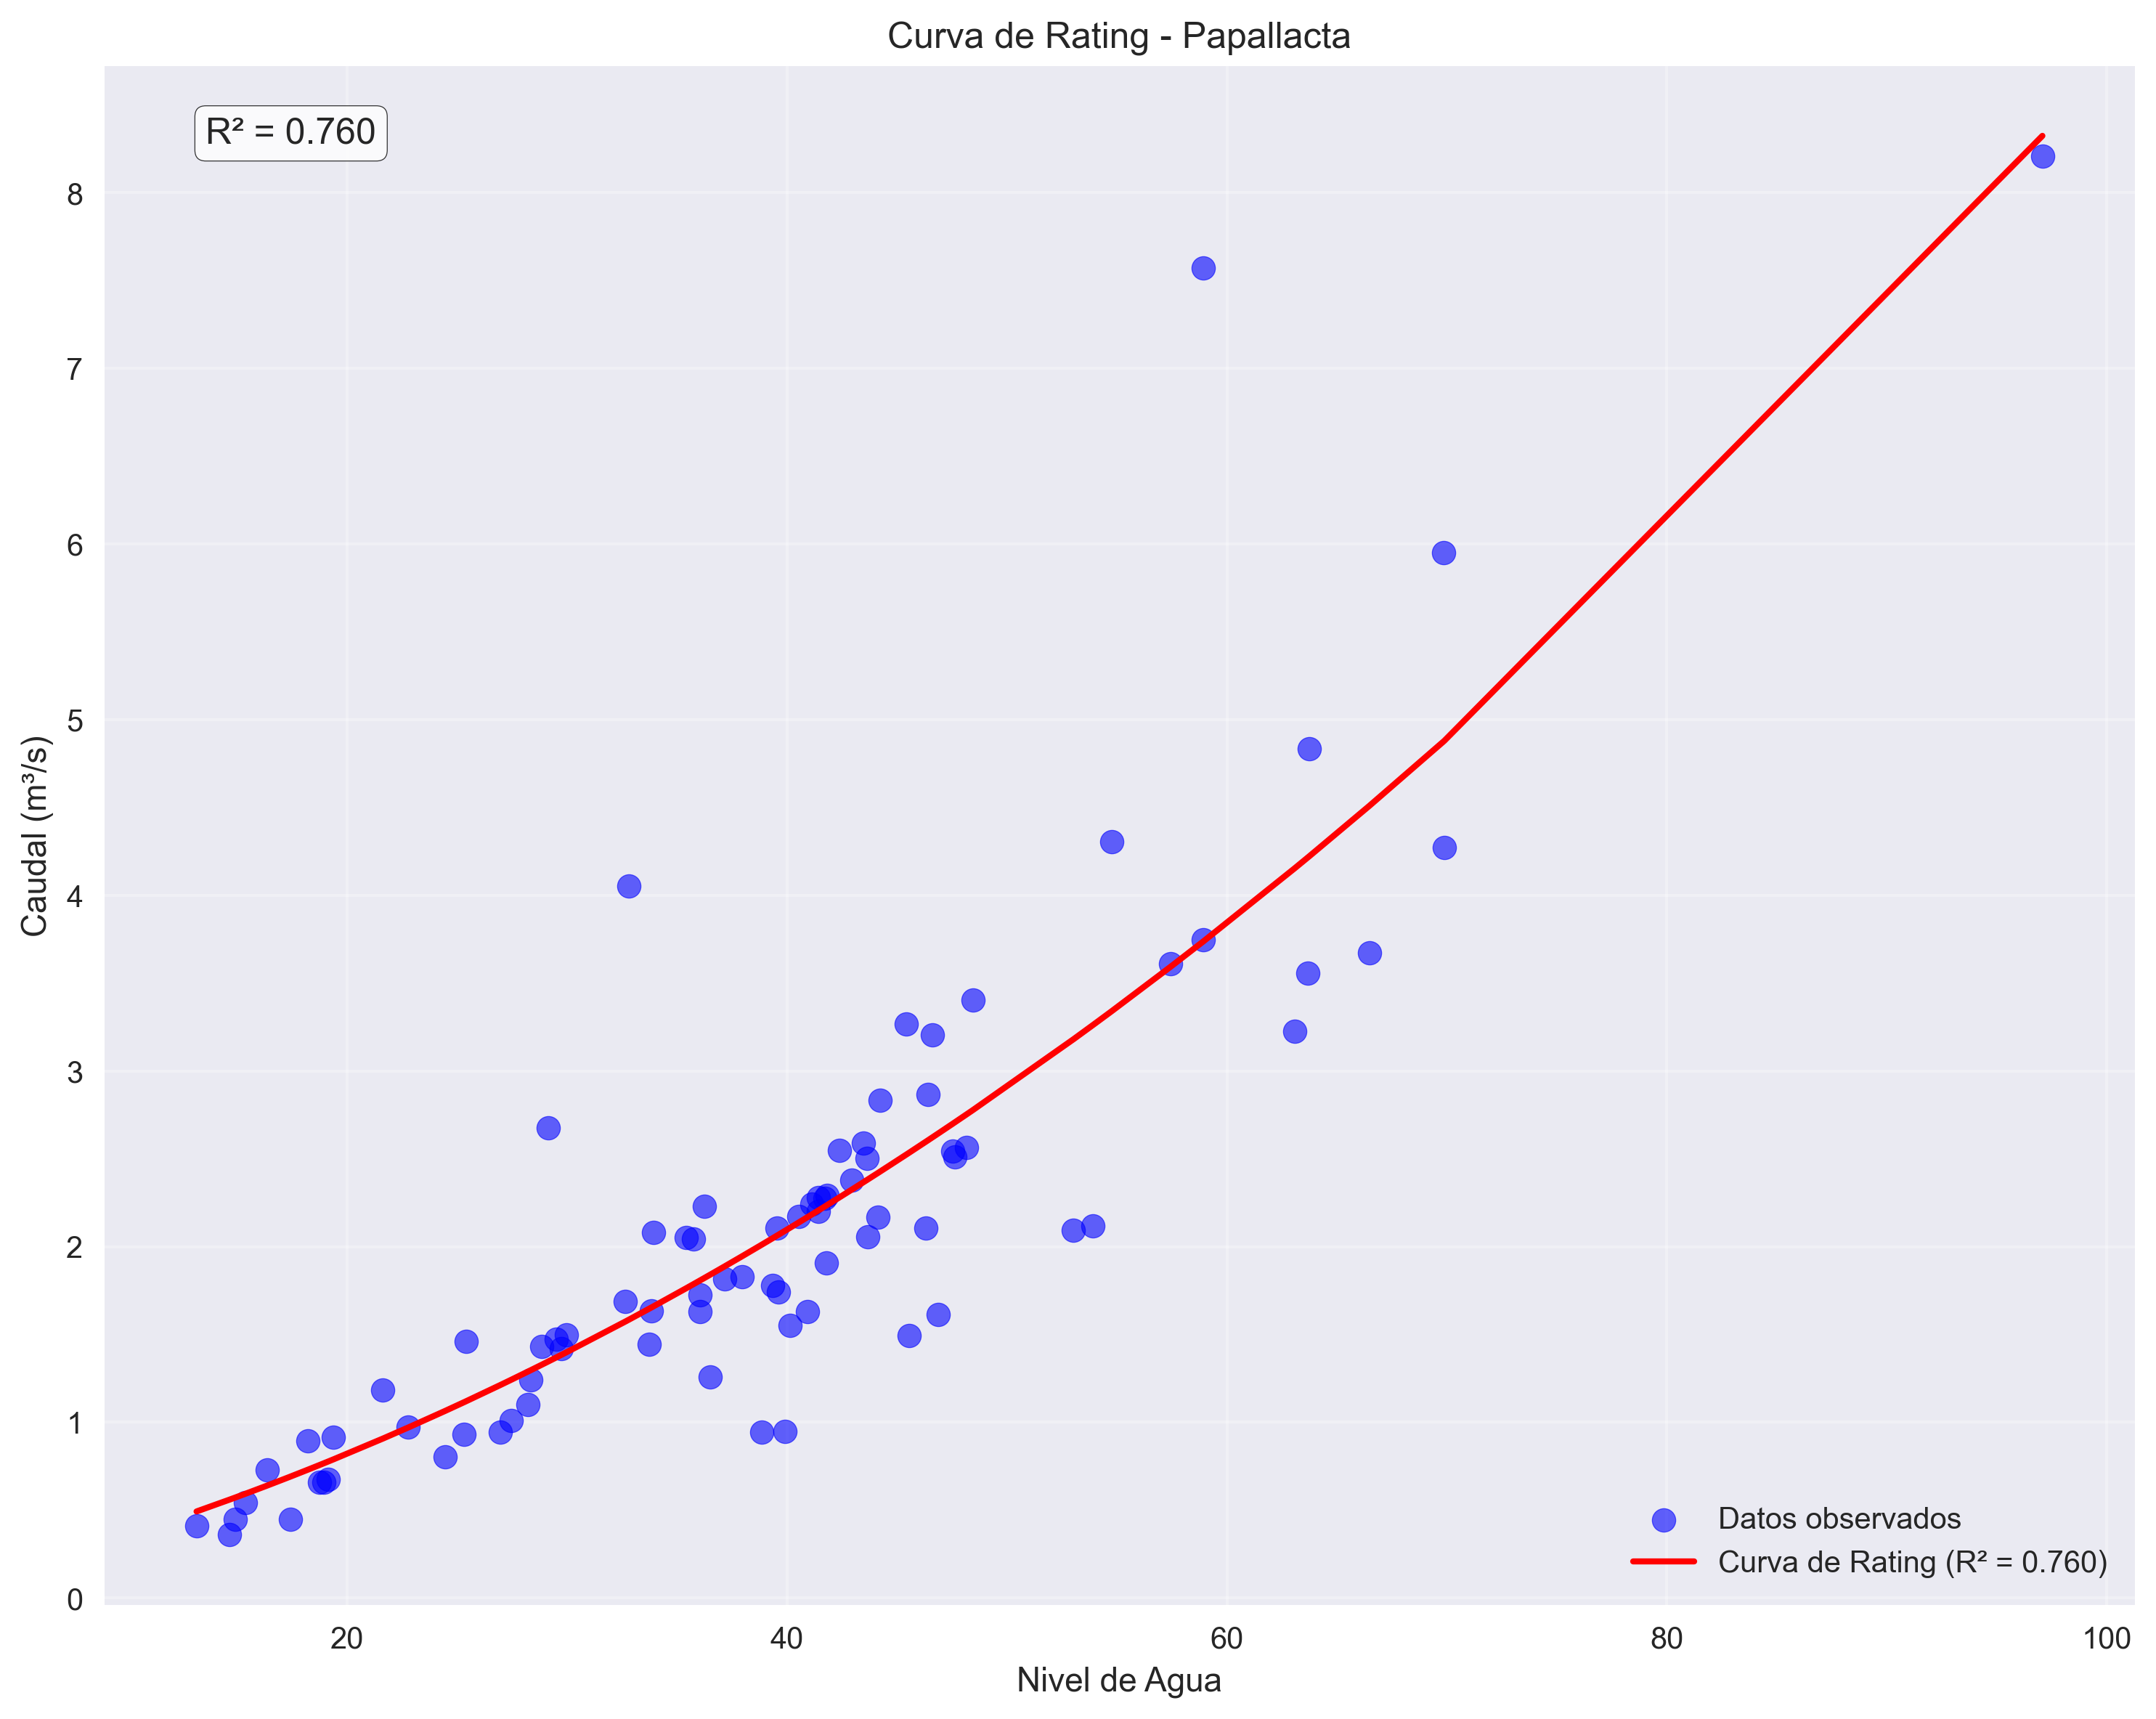 Curva de Rating - Papallacta
R² = 0.760
8
7
6
5
4
3
2
1
0
Caudal (m³/s)
20 40 60 80 100
Nivel de Agua
Datos observados
Curva de Rating (R² = 0.760)